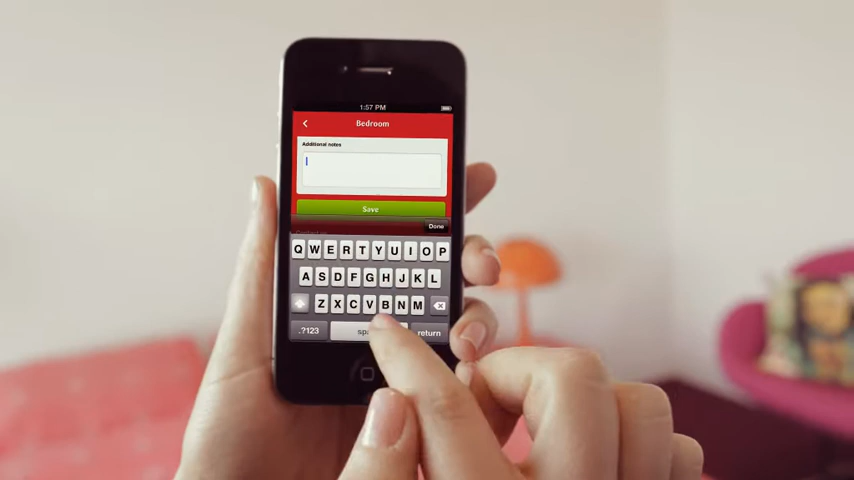 1:57 PM
Bedroom
Additional notes
Save
Done
Q W E R T Y U I O P
A S D F G H J K L
Z X C V B N M
.?123 return